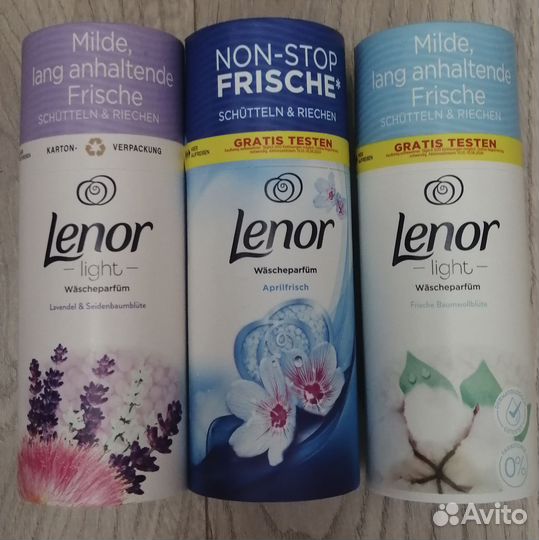 Milde,
lang anhaltende
Frische
SCHÜTTELN & RIECHEN
KARTON- VERPACKUNG
Lenor
light
Wäscheparfüm
Lavendel & Seidenbaumblüte
NON-STOP
FRISCHE*
SCHÜTTELN & RIECHEN
GRATIS TESTEN
Lenor
Wäscheparfüm
Aprilfrisch
Milde,
lang anhaltende
Frische
SCHÜTTELN & RIECHEN
HIER
AUFREISSEN
GRATIS TESTEN
Lenor
light
Wäscheparfüm
Frische Baumwollblüte
0%
Avito